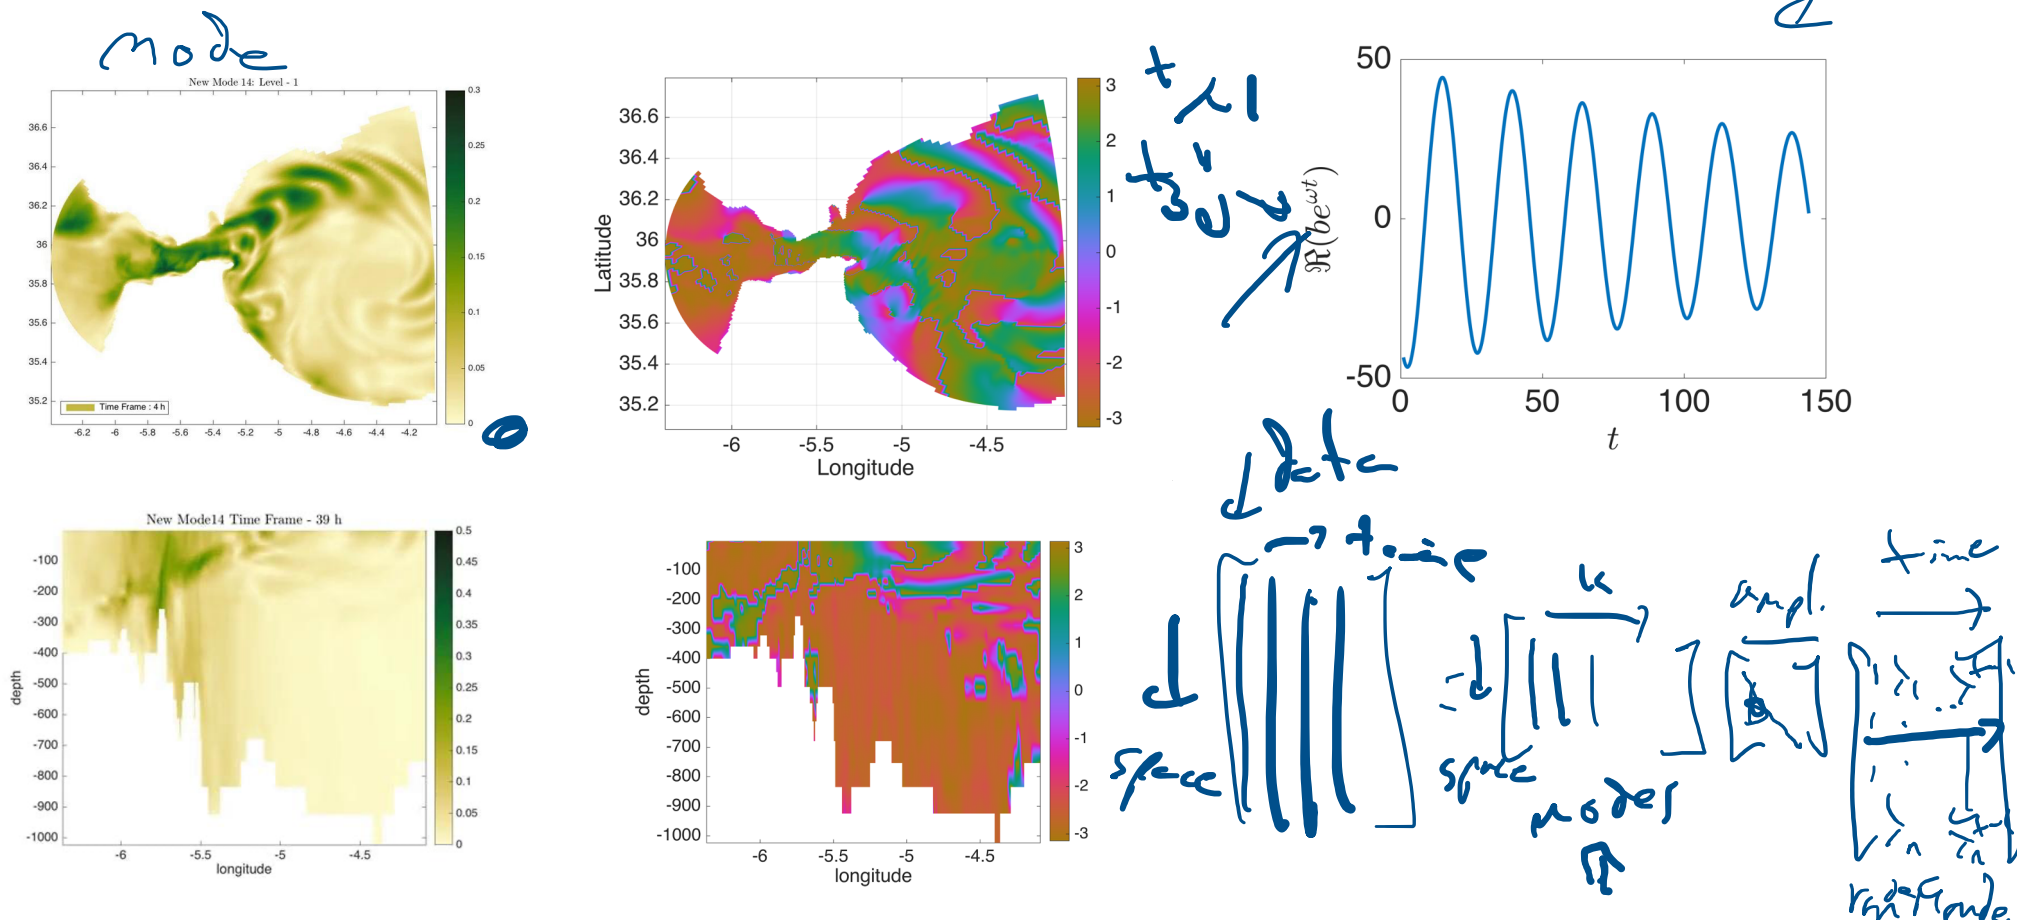 mode
New Mode 14: Level - 1
36.6
36.4
36.2
36
35.8
35.6
35.4
35.2
Time Frame : 4 h
-6.2 -6 -5.8 -5.6 -5.4 -5.2 -5 -4.8 -4.6 -4.4 -4.2
0.3
0.25
0.2
0.15
0.1
0.05
0
Latitude
36.6
36.4
36.2
36
35.8
35.6
35.4
35.2
-6 -5.5 -5 -4.5
Longitude
3
2
1
0
-1
-2
-3
ℜ(be^{ωt})
50
0
-50
0 50 100 150
t
New Mode14 Time Frame - 39 h
depth
-100
-200
-300
-400
-500
-600
-700
-800
-900
-1000
-6 -5.5 -5 -4.5
longitude
0.5
0.45
0.4
0.35
0.3
0.25
0.2
0.15
0.1
0.05
0
depth
-100
-200
-300
-400
-500
-600
-700
-800
-900
-1000
-6 -5.5 -5 -4.5
longitude
3
2
1
0
-1
-2
-3
data
time
space
=
k
space
modes
ampl.
time